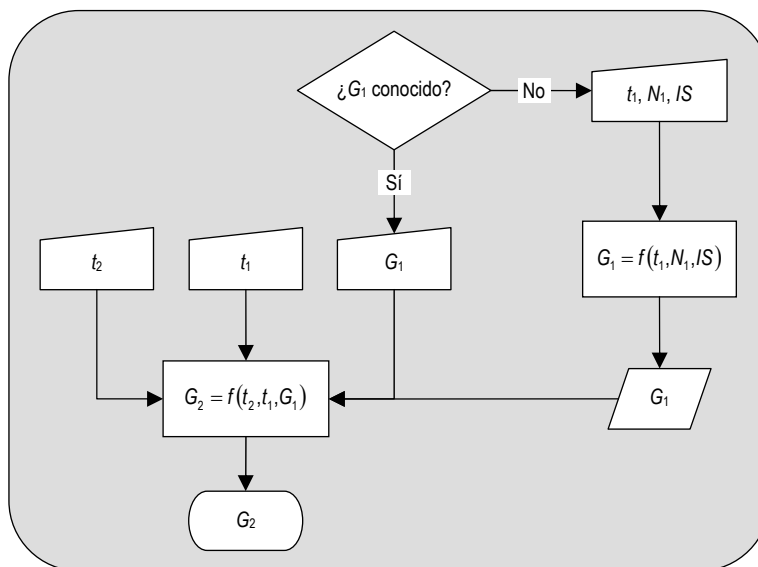 ¿G₁ conocido?
No
t₁, N₁, IS
Sí
t₂
t₁
G₁
G₁ = f(t₁,N₁,IS)
G₂ = f(t₂,t₁,G₁)
G₁
G₂